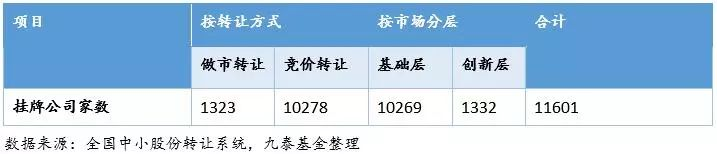 项目 按转让方式 按市场分层 合计
做市转让 竞价转让 基础层 创新层
挂牌公司家数 1323 10278 10269 1332 11601
数据来源：全国中小股份转让系统，九泰基金整理